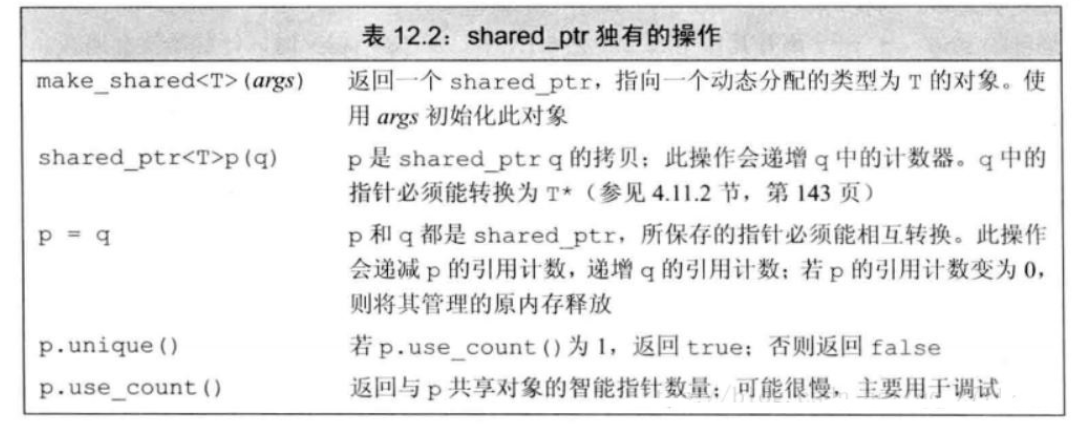 表 12.2：shared_ptr 独有的操作
make_shared<T>(args) 返回一个 shared_ptr，指向一个动态分配的类型为 T 的对象。使
用 args 初始化此对象
shared_ptr<T>p(q) p 是 shared_ptr q 的拷贝；此操作会递增 q 中的计数器。q 中的
指针必须能转换为 T*（参见 4.11.2 节，第 143 页）
p = q p 和 q 都是 shared_ptr，所保存的指针必须能相互转换。此操作
会递减 p 的引用计数，递增 q 的引用计数；若 p 的引用计数变为 0，
则将其管理的原内存释放
p.unique() 若 p.use_count()为 1，返回 true；否则返回 false
p.use_count() 返回与 p 共享对象的智能指针数量；可能很慢，主要用于调试